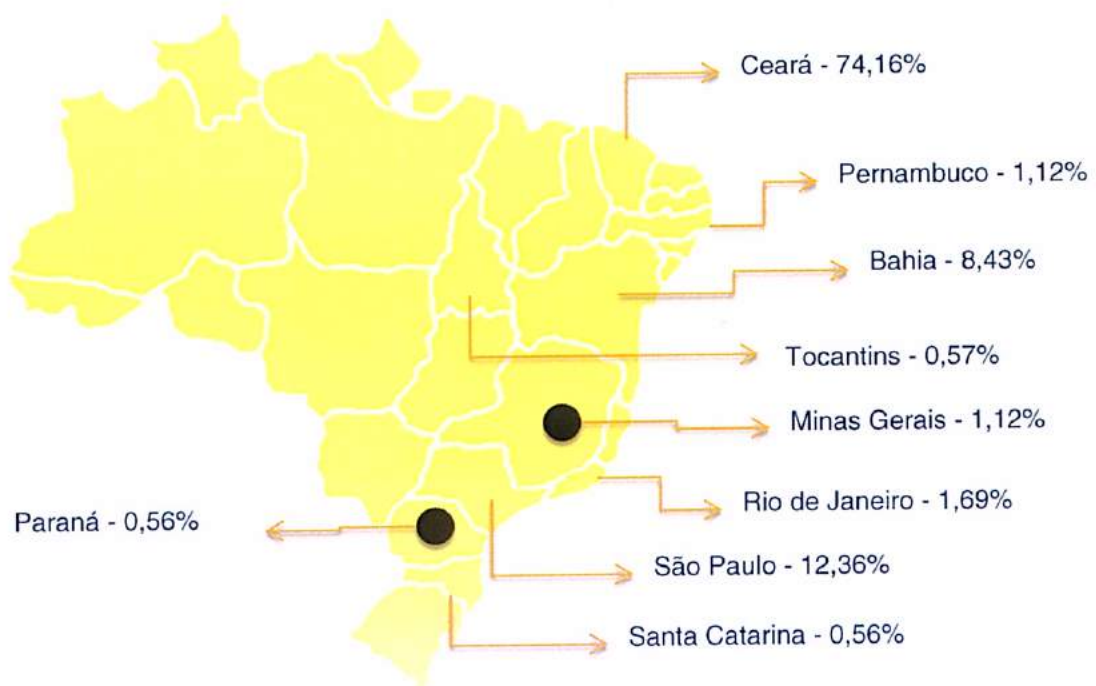 Ceará - 74,16%
Pernambuco - 1,12%
Bahia - 8,43%
Tocantins - 0,57%
Minas Gerais - 1,12%
Rio de Janeiro - 1,69%
Paraná - 0,56%
São Paulo - 12,36%
Santa Catarina - 0,56%